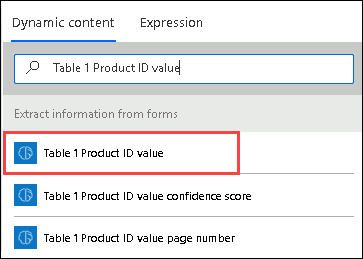 Dynamic content Expression
Table 1 Product ID value
Extract information from forms
Table 1 Product ID value
Table 1 Product ID value confidence score
Table 1 Product ID value page number